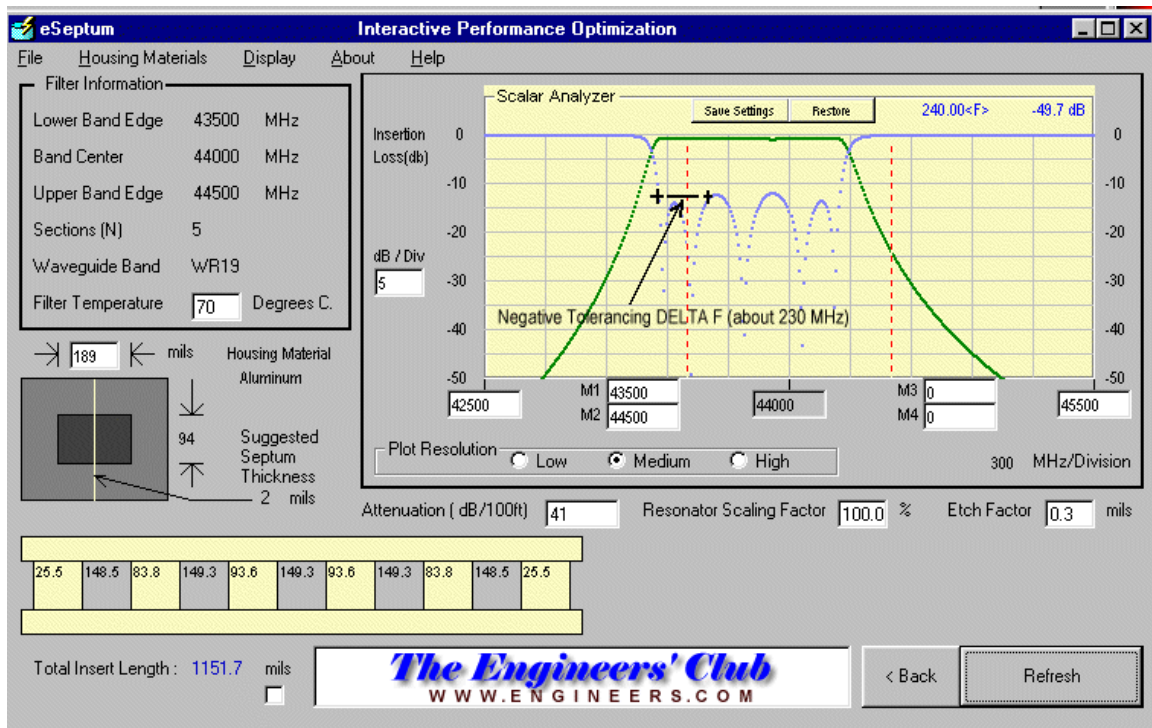 eSeptum Interactive Performance Optimization
File Housing Materials Display About Help
Filter Information
Lower Band Edge 43500 MHz
Band Center 44000 MHz
Upper Band Edge 44500 MHz
Sections (N) 5
Waveguide Band WR19
Filter Temperature 70 Degrees C.
189 mils
Housing Material
Aluminum
94
Suggested
Septum
Thickness
2 mils
Scalar Analyzer
Save Settings Restore 240.00<F> -49.7 dB
Insertion
Loss(db)
0 0
-10 -10
-20 -20
dB / Div
5
-30 -30
Negative Tolerancing DELTA F (about 230 MHz)
-40 -40
-50 -50
42500 M1 43500 44000 M3 0 45500
M2 44500 M4 0
Plot Resolution Low Medium High 300 MHz/Division
Attenuation ( dB/100ft) 41 Resonator Scaling Factor 100.0 % Etch Factor 0.3 mils
25.5 148.5 83.8 149.3 93.6 149.3 93.6 149.3 83.8 148.5 25.5
Total Insert Length : 1151.7 mils
The Engineers' Club
WWW.ENGINEERS.COM
< Back Refresh